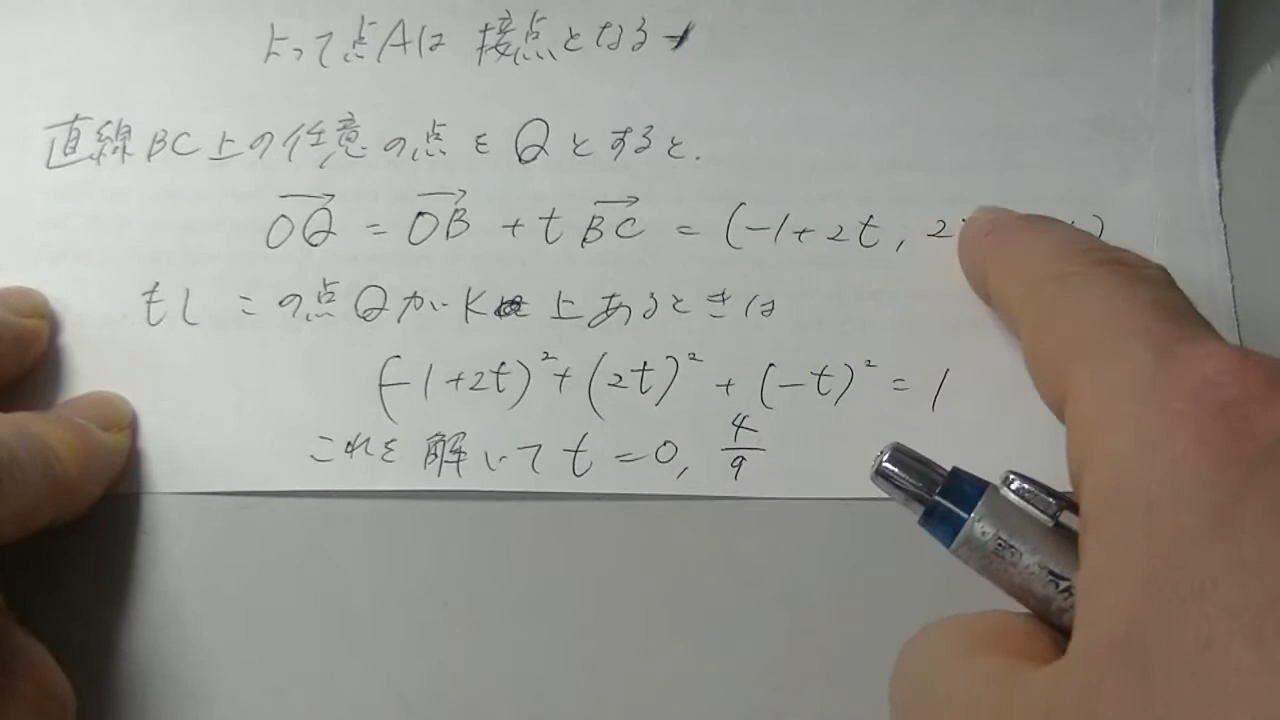 よって点Aは 接点となる
直線BC上の任意の点をQとすると.
→OQ = →OB + t→BC = (-1+2t, 2
もしこの点QがK上あるときは
(-1+2t)² + (2t)² + (-t)² = 1
これを解いて t=0, 4/9